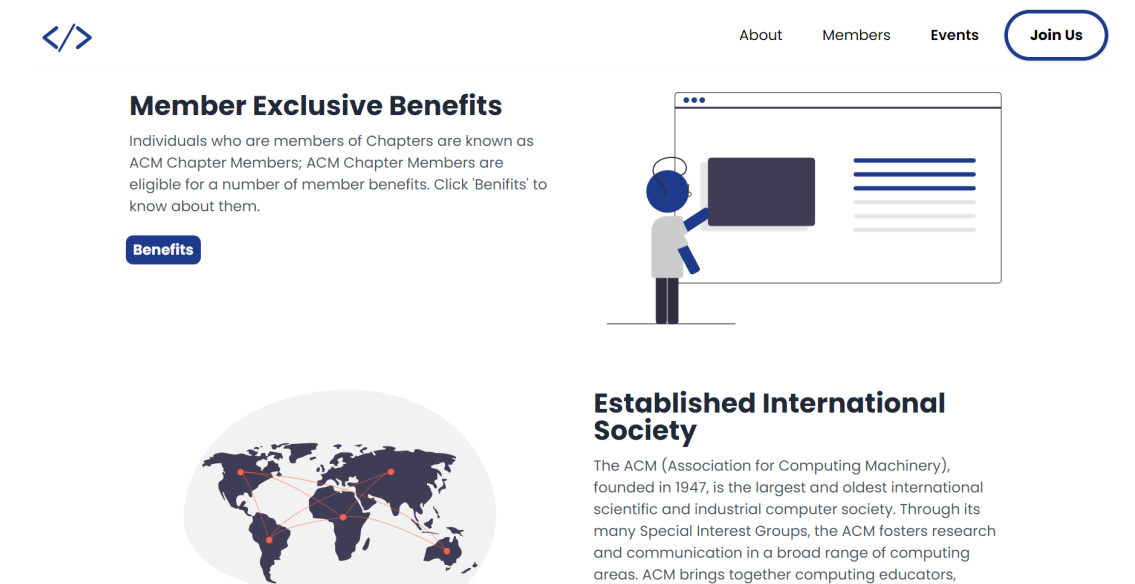 </>
About Members Events Join Us
Member Exclusive Benefits
Individuals who are members of Chapters are known as
ACM Chapter Members; ACM Chapter Members are
eligible for a number of member benefits. Click 'Benifits' to
know about them.
Benefits
Established International
Society
The ACM (Association for Computing Machinery),
founded in 1947, is the largest and oldest international
scientific and industrial computer society. Through its
many Special Interest Groups, the ACM fosters research
and communication in a broad range of computing
areas. ACM brings together computing educators,